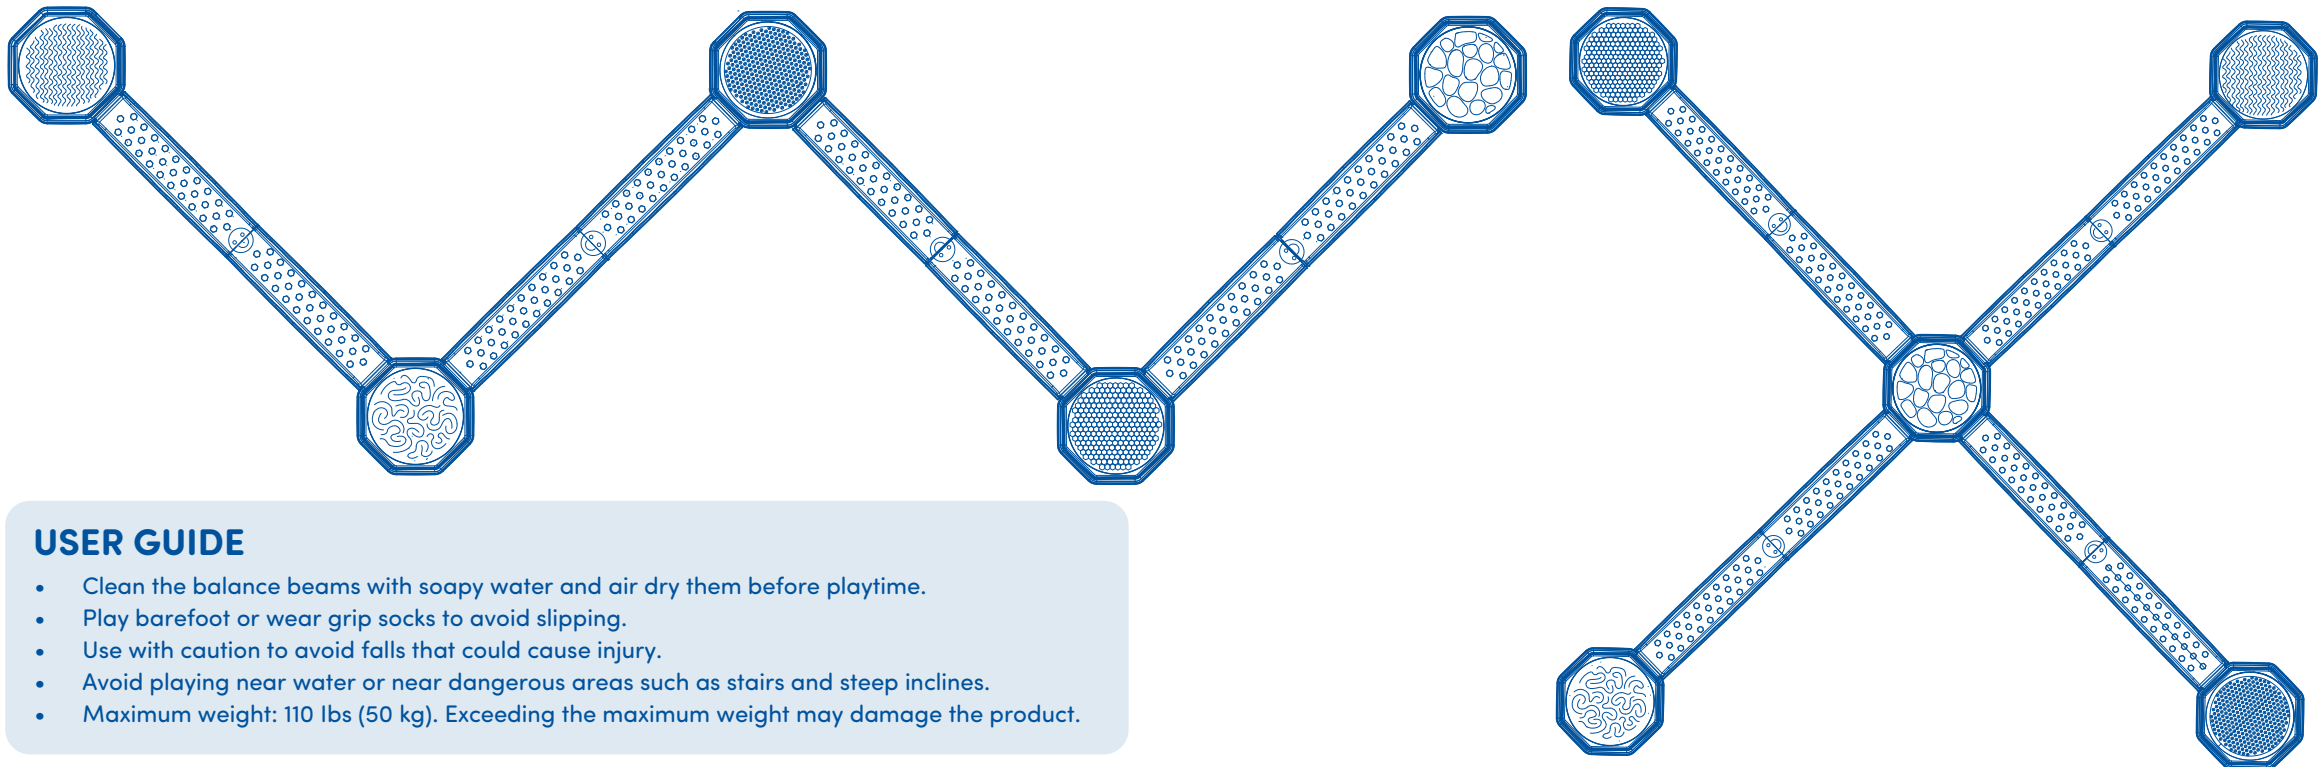 USER GUIDE
• Clean the balance beams with soapy water and air dry them before playtime.
• Play barefoot or wear grip socks to avoid slipping.
• Use with caution to avoid falls that could cause injury.
• Avoid playing near water or near dangerous areas such as stairs and steep inclines.
• Maximum weight: 110 lbs (50 kg). Exceeding the maximum weight may damage the product.